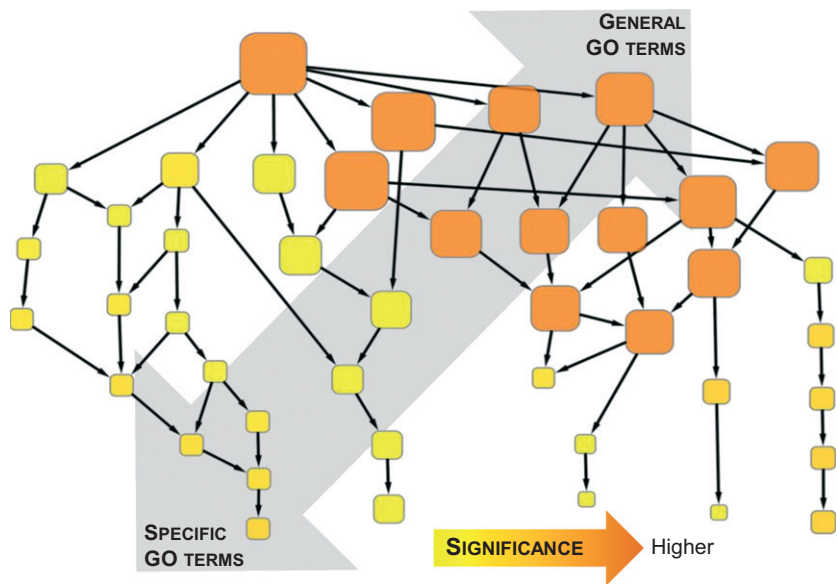 GENERAL
GO TERMS
SPECIFIC
GO TERMS
SIGNIFICANCE
Higher